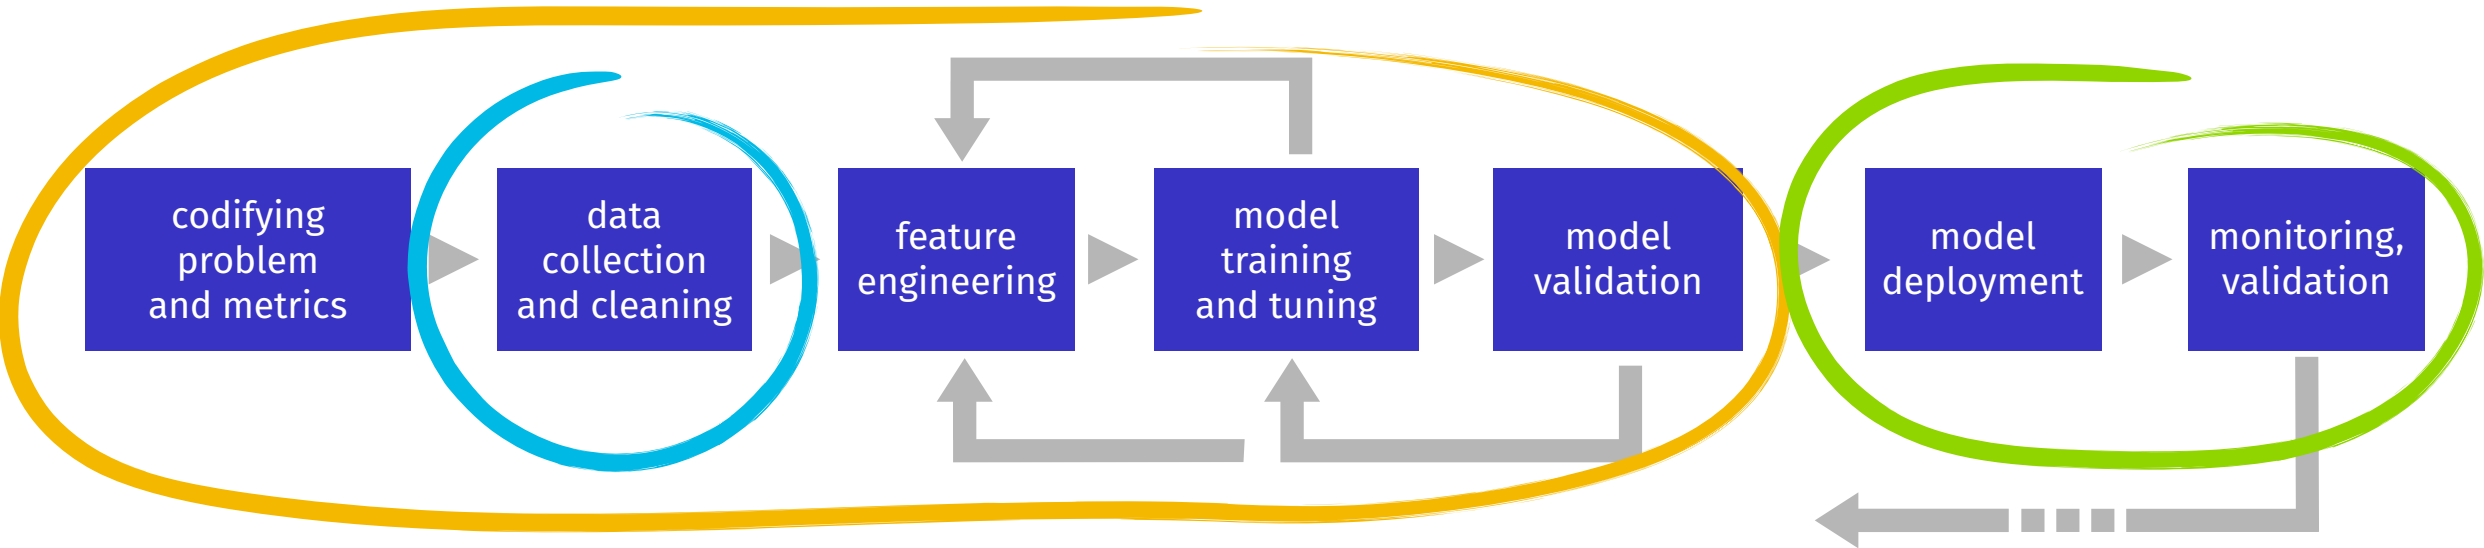 codifying
problem
and metrics
data
collection
and cleaning
feature
engineering
model
training
and tuning
model
validation
model
deployment
monitoring,
validation